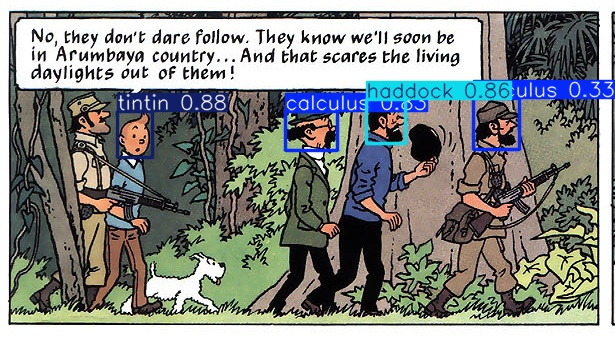 No, they don't dare follow. They know we'll soon be
in Arumbaya country... And that scares the living
daylights out of them!
tintin 0.88
calculus 0.83
haddock 0.86
ulus 0.33